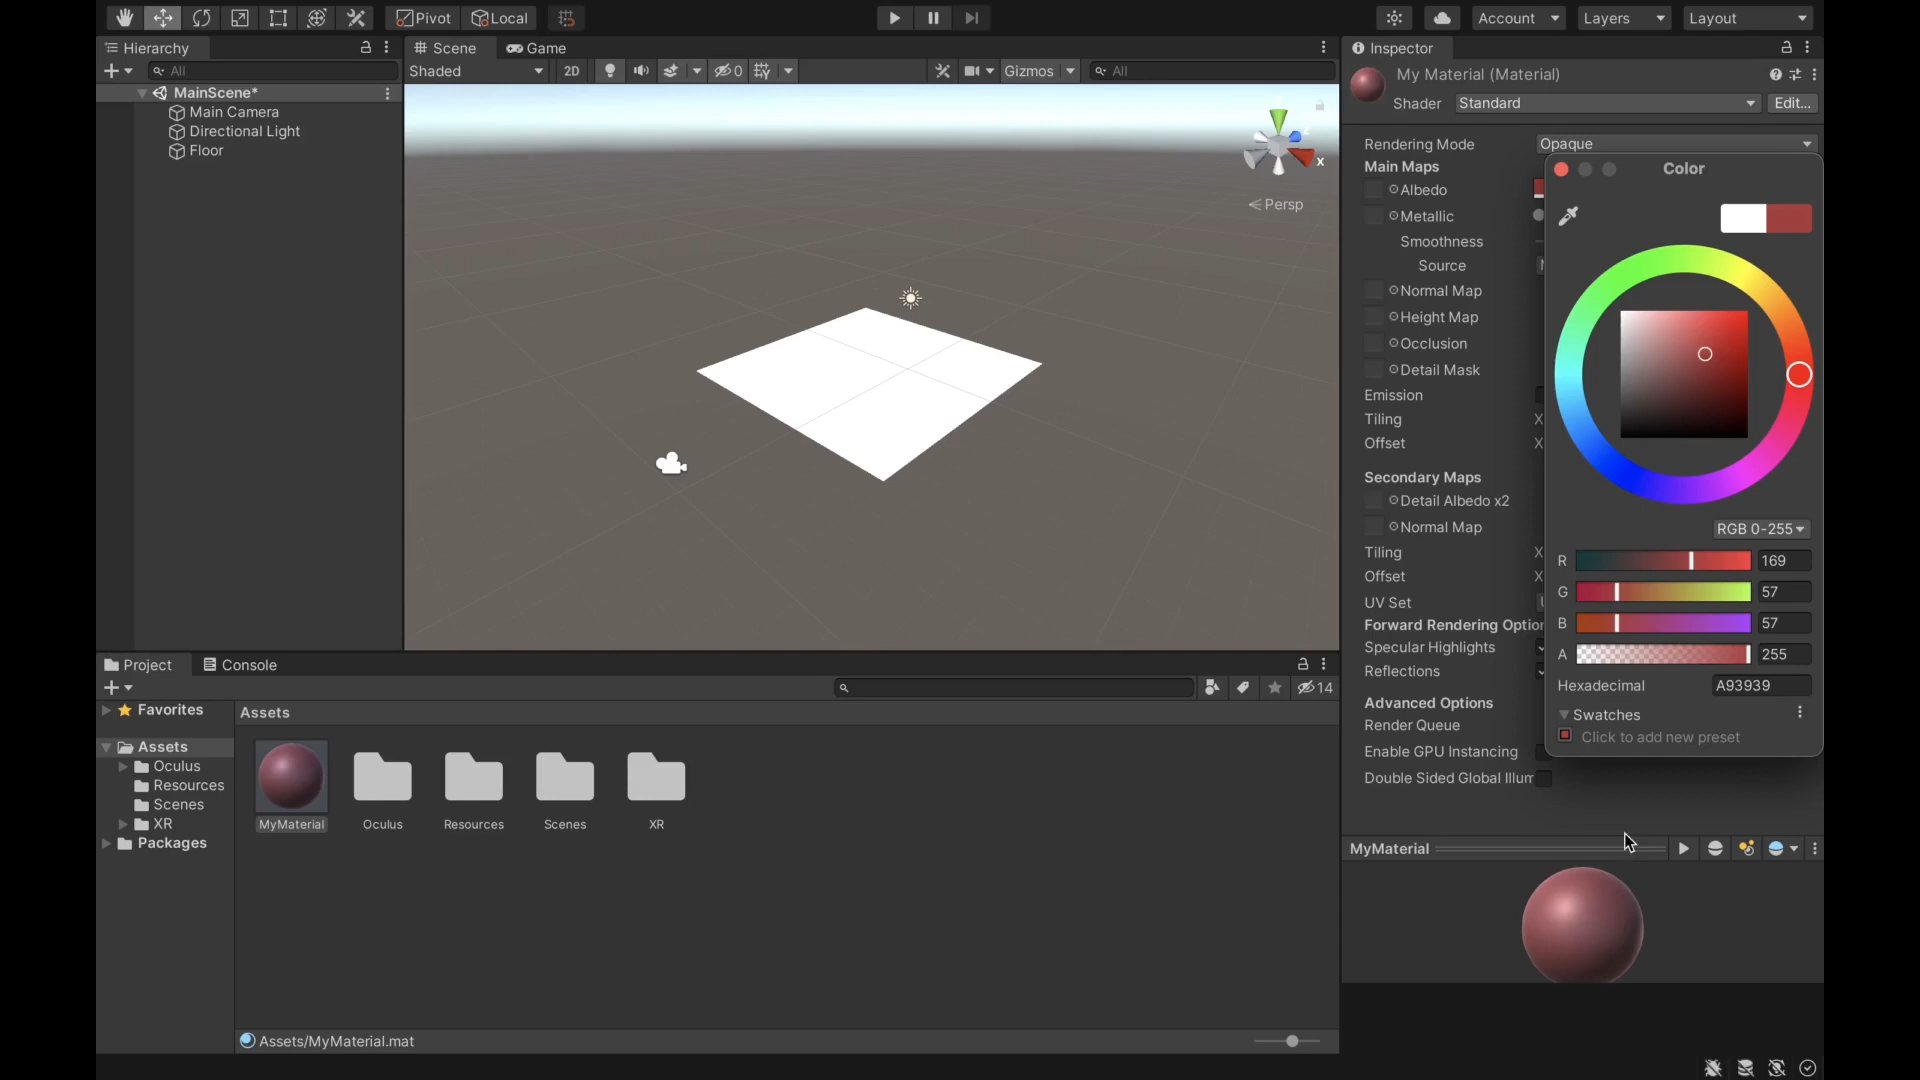 Pivot Local Account Layers Layout
Hierarchy
All
MainScene*
Main Camera
Directional Light
Floor
Scene Game
Shaded 2D 0 Gizmos All
X
Persp
Inspector
My Material (Material)
Shader Standard Edit...
Rendering Mode Opaque
Main Maps
Albedo
Metallic
Smoothness
Source
Normal Map
Height Map
Occlusion
Detail Mask
Emission
Tiling X
Offset X
Secondary Maps
Detail Albedo x2
Normal Map
Tiling X
Offset X
UV Set
Forward Rendering Option
Specular Highlights
Reflections
Advanced Options
Render Queue
Enable GPU Instancing
Double Sided Global Illum
Color
RGB 0-255
R 169
G 57
B 57
A 255
Hexadecimal A93939
Swatches
Click to add new preset
MyMaterial
Project Console
14
Favorites
Assets
Oculus
Resources
Scenes
XR
Packages
Assets
MyMaterial Oculus Resources Scenes XR
Assets/MyMaterial.mat